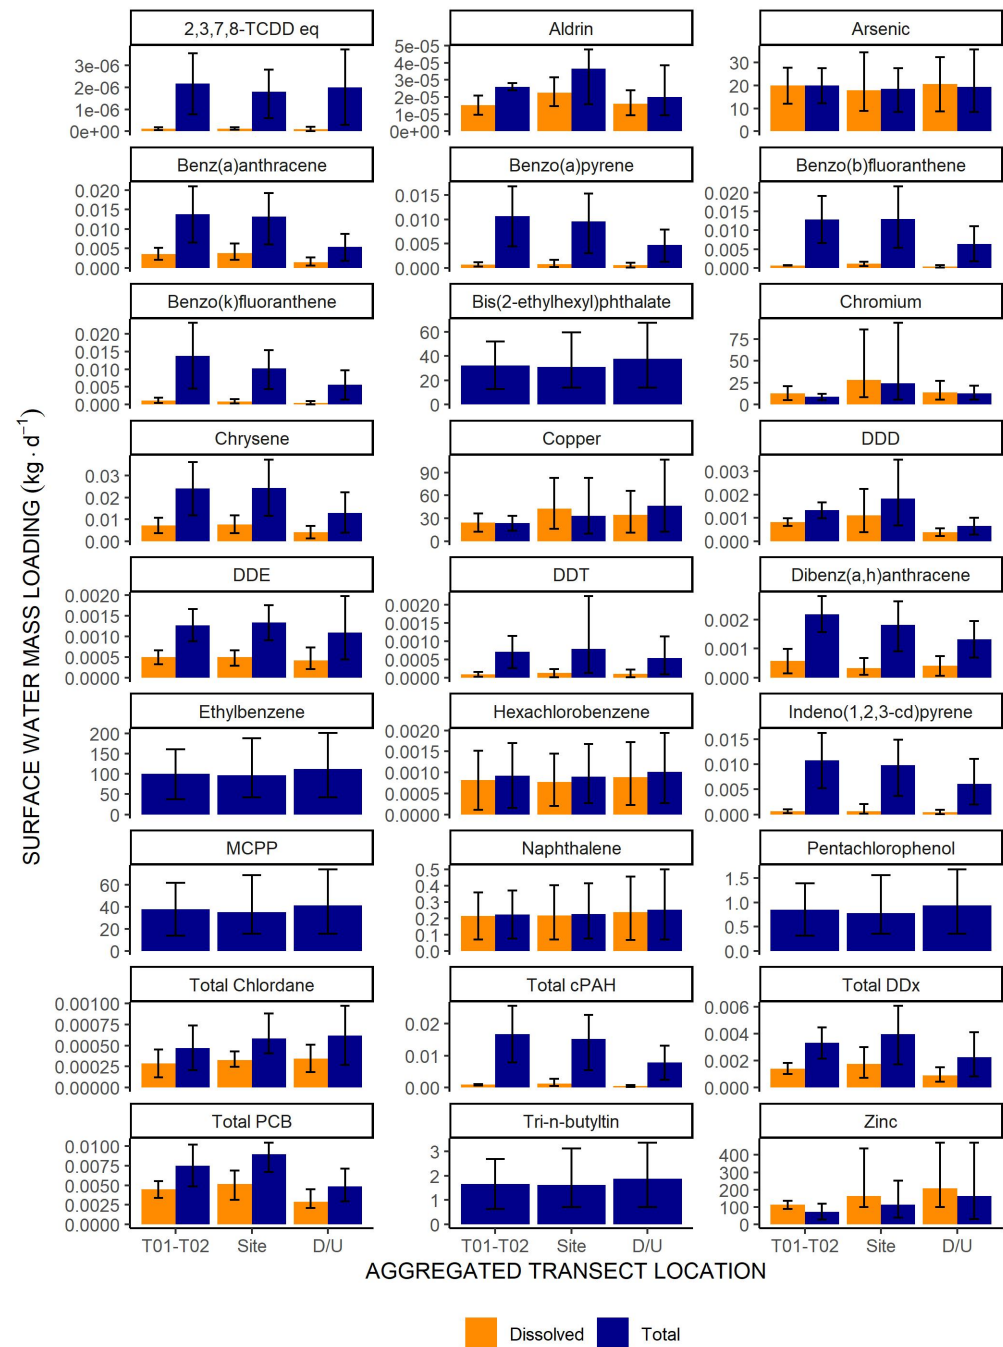 SURFACE WATER MASS LOADING (kg · d⁻¹)
2,3,7,8-TCDD eq
3e-06
2e-06
1e-06
0e+00
Aldrin
5e-05
4e-05
3e-05
2e-05
1e-05
0e+00
Arsenic
30
20
10
0
Benz(a)anthracene
0.020
0.015
0.010
0.005
0.000
Benzo(a)pyrene
0.015
0.010
0.005
0.000
Benzo(b)fluoranthene
0.020
0.015
0.010
0.005
0.000
Benzo(k)fluoranthene
0.020
0.015
0.010
0.005
0.000
Bis(2-ethylhexyl)phthalate
60
40
20
0
Chromium
75
50
25
0
Chrysene
0.03
0.02
0.01
0.00
Copper
90
60
30
0
DDD
0.003
0.002
0.001
0.000
DDE
0.0020
0.0015
0.0010
0.0005
0.0000
DDT
0.0020
0.0015
0.0010
0.0005
0.0000
Dibenz(a,h)anthracene
0.002
0.001
0.000
Ethylbenzene
200
150
100
50
0
Hexachlorobenzene
0.0020
0.0015
0.0010
0.0005
0.0000
Indeno(1,2,3-cd)pyrene
0.015
0.010
0.005
0.000
MCPP
60
40
20
0
Naphthalene
0.5
0.4
0.3
0.2
0.1
0.0
Pentachlorophenol
1.5
1.0
0.5
0.0
Total Chlordane
0.00100
0.00075
0.00050
0.00025
0.00000
Total cPAH
0.02
0.01
0.00
Total DDx
0.006
0.004
0.002
0.000
Total PCB
0.0100
0.0075
0.0050
0.0025
0.0000
Tri-n-butyltin
3
2
1
0
Zinc
400
300
200
100
0
T01-T02 Site D/U
T01-T02 Site D/U
T01-T02 Site D/U
AGGREGATED TRANSECT LOCATION
Dissolved Total